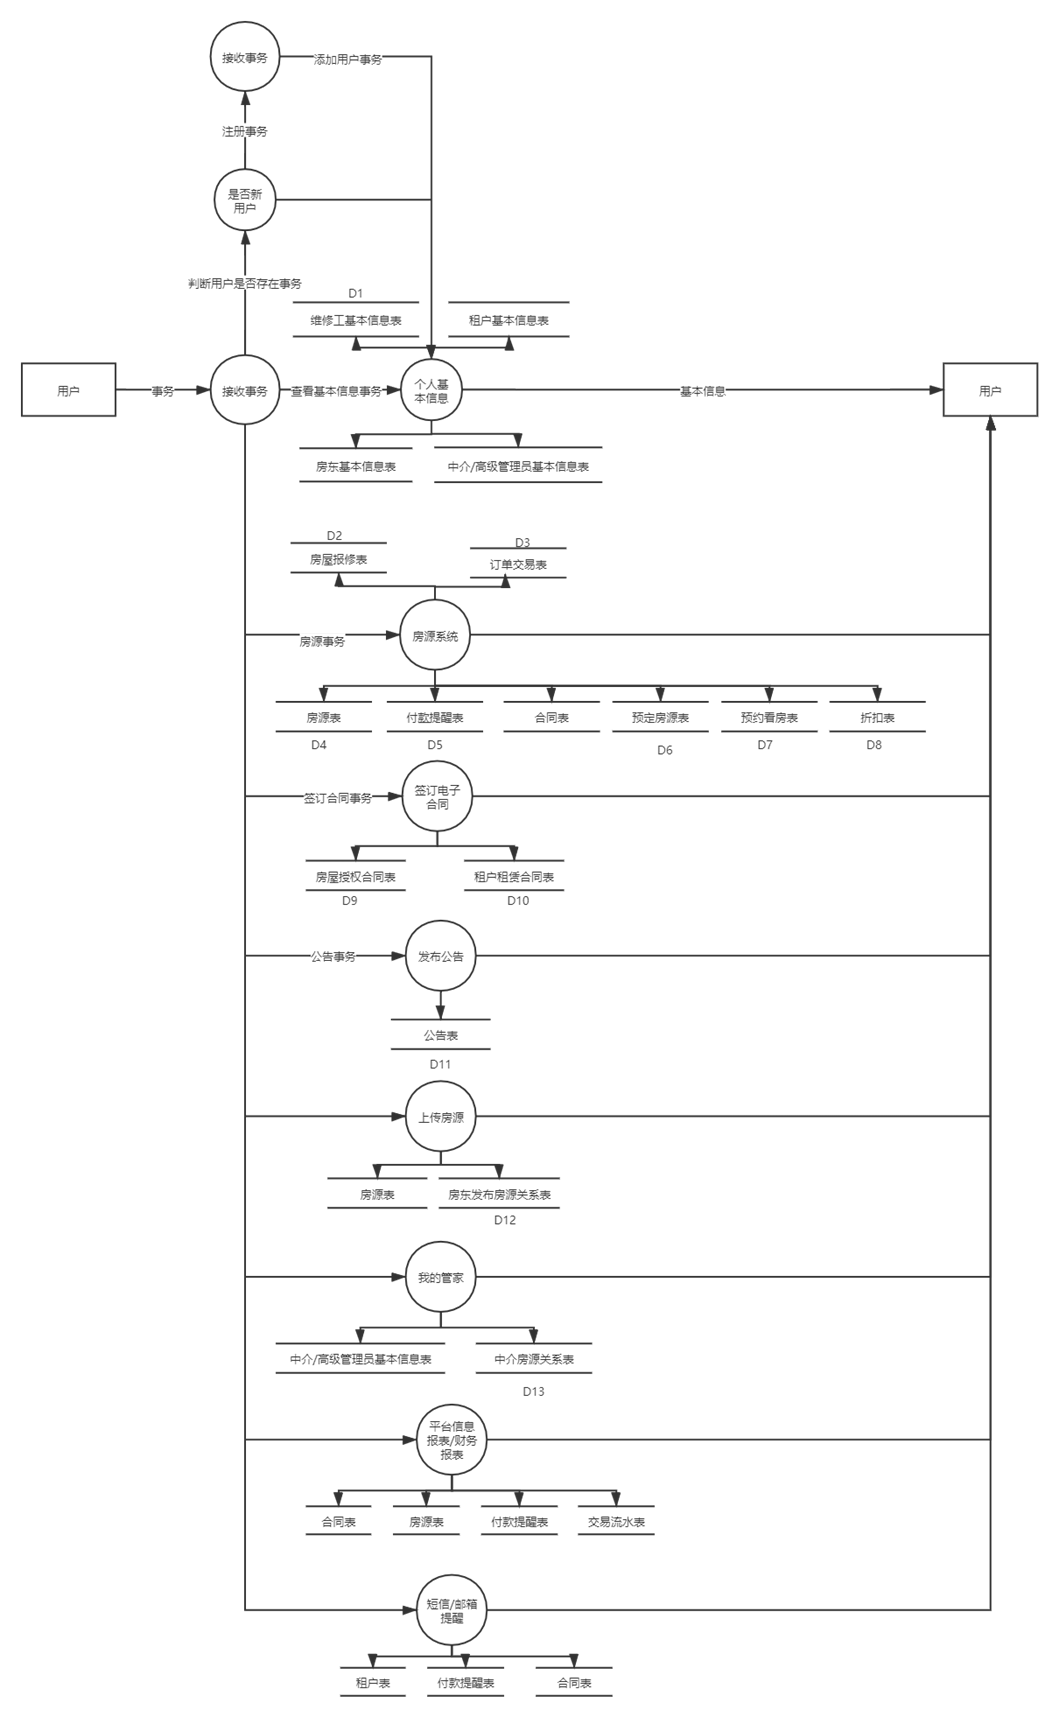 接收事务
添加用户事务
注册事务
是否新
用户
判断用户是否存在事务
D1
维修工基本信息表
租户基本信息表
用户
事务
接收事务
查看基本信息事务
个人基
本信息
基本信息
用户
房东基本信息表
中介/高级管理员基本信息表
D2
房屋报修表
D3
订单交易表
房源事务
房源系统
房源表
付款提醒表
合同表
预定房源表
预约看房表
折扣表
D4
D5
D6
D7
D8
签订合同事务
签订电子
合同
房屋授权合同表
租户租赁合同表
D9
D10
公告事务
发布公告
公告表
D11
上传房源
房源表
房东发布房源关系表
D12
我的管家
中介/高级管理员基本信息表
中介房源关系表
D13
平台信息
报表/财务
报表
合同表
房源表
付款提醒表
交易流水表
短信/邮箱
提醒
租户表
付款提醒表
合同表